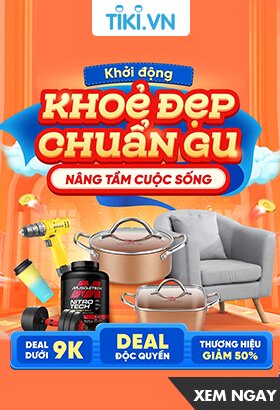 TIKI.VN
Khởi động
KHOẺ ĐẸP
CHUẨN GU
NÂNG TẦM CUỘC SỐNG
MUSCLETECH
NITRO
TECH
DEAL
DƯỚI 9K
DEAL
ĐỘC QUYỀN
THƯƠNG HIỆU
GIẢM 50%
XEM NGAY